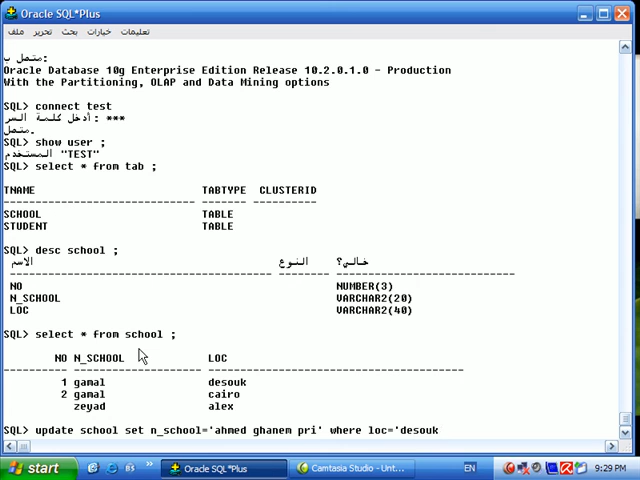 Oracle SQL*Plus
ملف تحرير بحث خيارات تعليمات
متصل ب:
Oracle Database 10g Enterprise Edition Release 10.2.0.1.0 - Production
With the Partitioning, OLAP and Data Mining options
SQL> connect test
أدخل كلمة السر: ***
متصل.
SQL> show user ;
المستخدم "TEST"
SQL> select * from tab ;
TNAME TABTYPE CLUSTERID
------------------------------ ------- ----------
SCHOOL TABLE
STUDENT TABLE
SQL> desc school ;
الاسم النوع خالي؟
----------------------------------------- -------- ----------------------------
NO NUMBER(3)
N_SCHOOL VARCHAR2(20)
LOC VARCHAR2(40)
SQL> select * from school ;
NO N_SCHOOL LOC
---------- -------------------- ----------------------------------------
1 gamal desouk
2 gamal cairo
zeyad alex
SQL> update school set n_school='ahmed ghanem pri' where loc='desouk
start
Oracle SQL*Plus
Camtasia Studio - Unt...
EN
9:29 PM